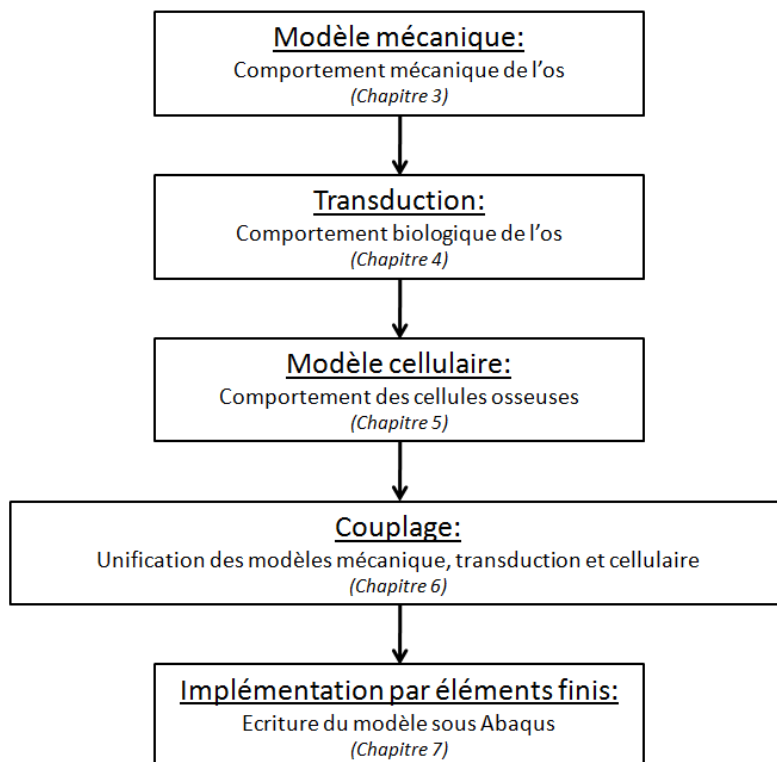 Modèle mécanique:
Comportement mécanique de l'os
(Chapitre 3)
Transduction:
Comportement biologique de l'os
(Chapitre 4)
Modèle cellulaire:
Comportement des cellules osseuses
(Chapitre 5)
Couplage:
Unification des modèles mécanique, transduction et cellulaire
(Chapitre 6)
Implémentation par éléments finis:
Ecriture du modèle sous Abaqus
(Chapitre 7)